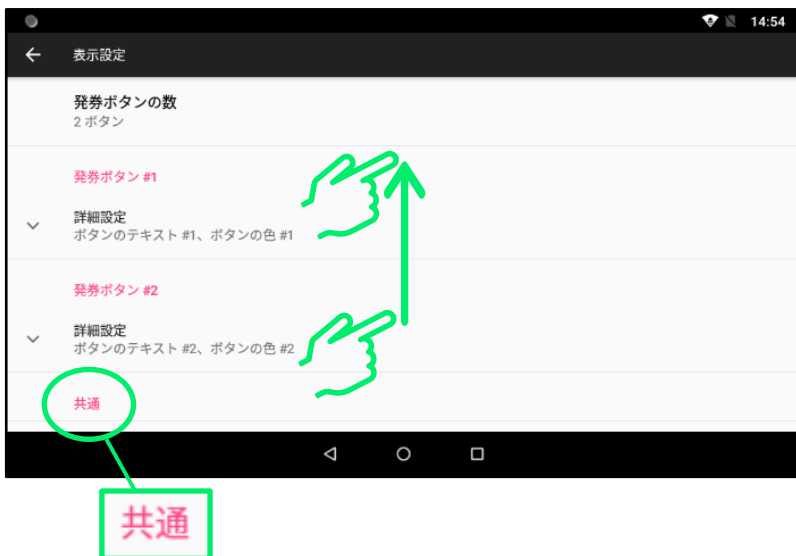 14:54
表示設定
発券ボタンの数
2 ボタン
発券ボタン #1
詳細設定
ボタンのテキスト #1、ボタンの色 #1
発券ボタン #2
詳細設定
ボタンのテキスト #2、ボタンの色 #2
共通
共通